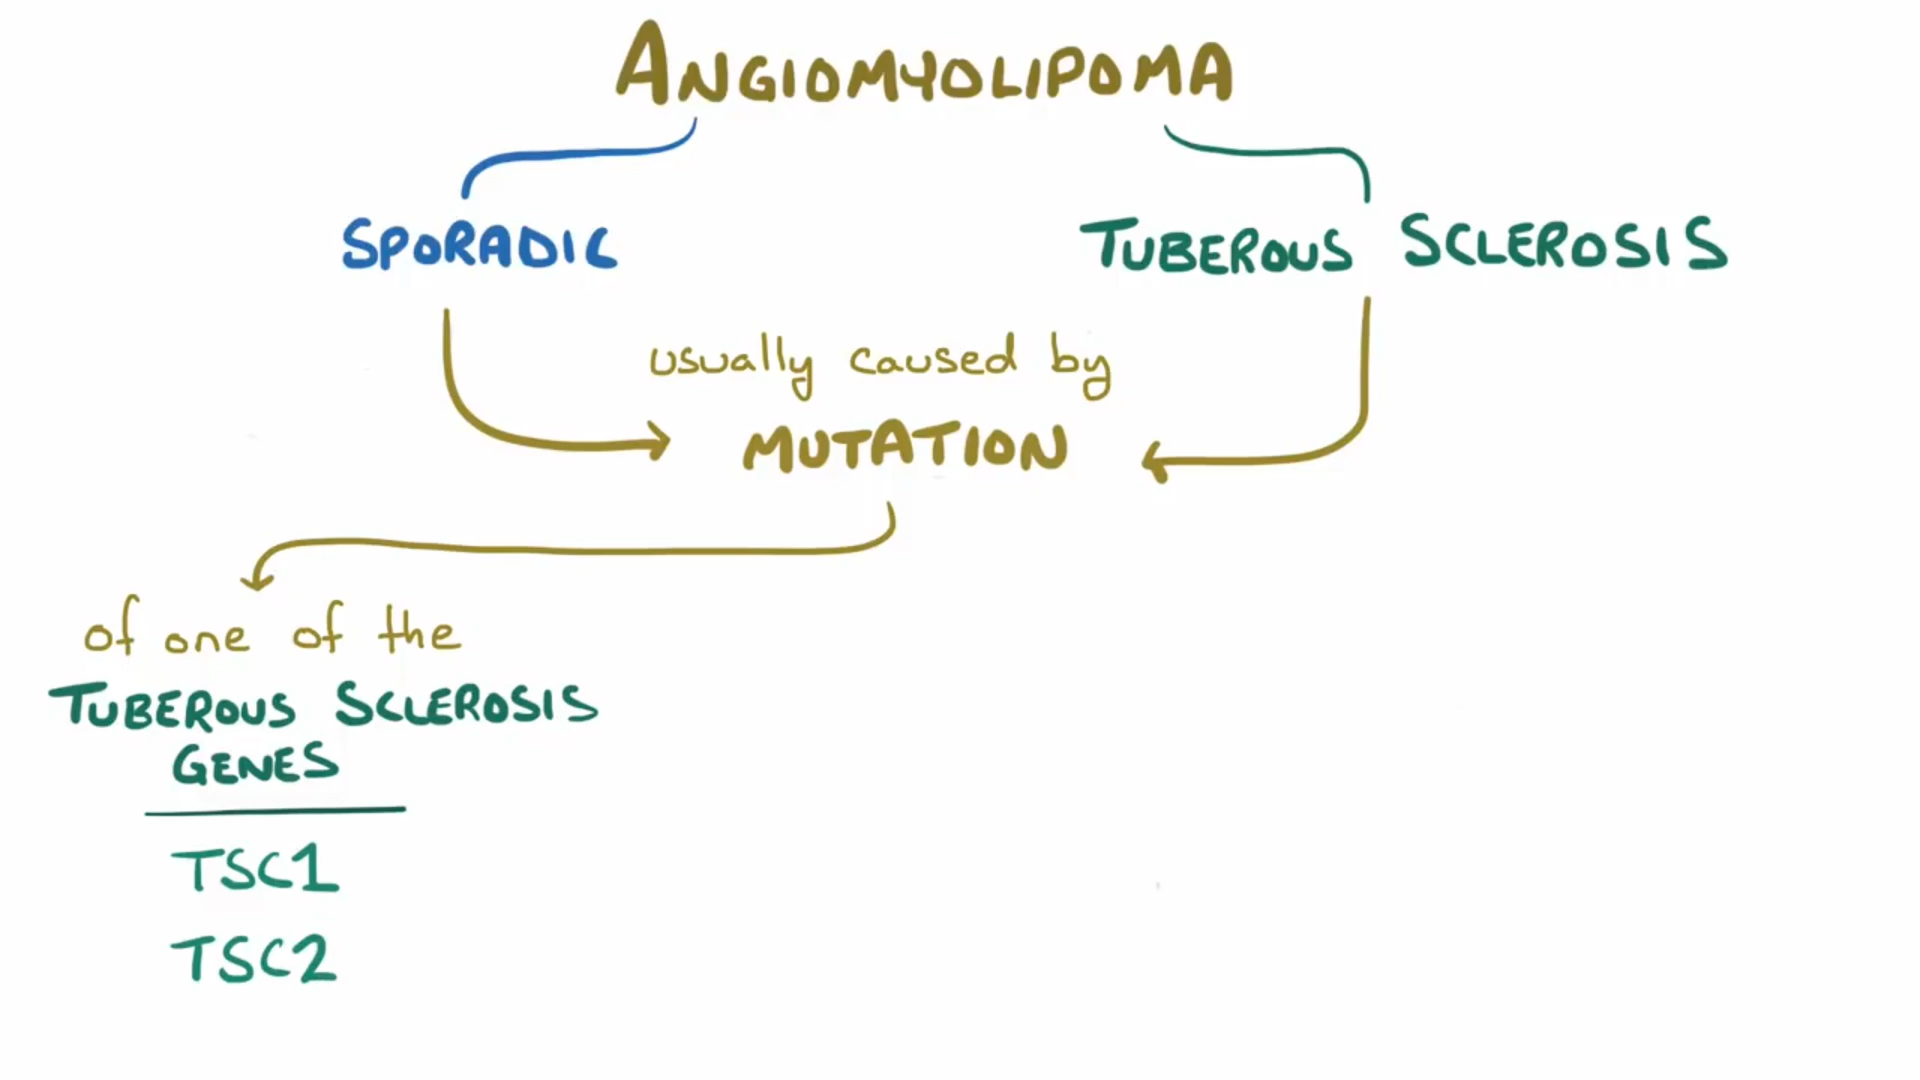 ANGIOMYOLIPOMA
SPORADIC
TUBEROUS SCLEROSIS
usually caused by
MUTATION
of one of the
TUBEROUS SCLEROSIS
GENES
TSC1
TSC2